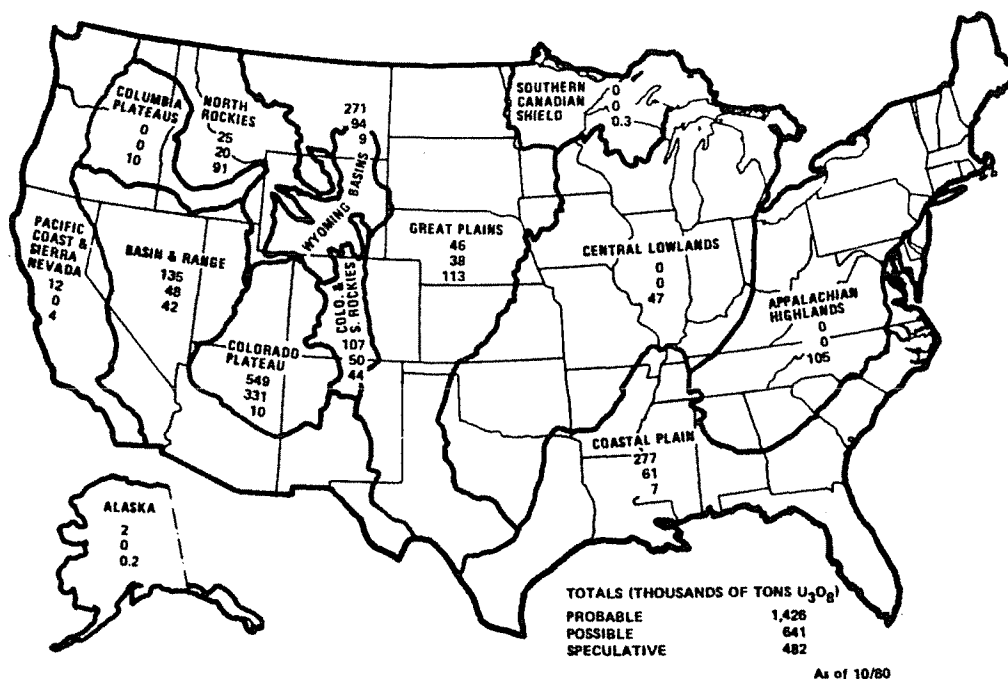 COLUMBIA
PLATEAUS
0
0
10
NORTH
ROCKIES
25
20
91
271
94
9
WYOMING BASINS
SOUTHERN
CANADIAN
SHIELD
0
0
0.3
PACIFIC
COAST &
SIERRA
NEVADA
12
0
4
BASIN & RANGE
135
48
42
COLORADO
PLATEAU
549
331
10
COLO. &
S. ROCKIES
107
50
44
GREAT PLAINS
46
38
113
CENTRAL LOWLANDS
0
0
47
APPALACHIAN
HIGHLANDS
0
0
105
COASTAL PLAIN
277
61
7
ALASKA
2
0
0.2
TOTALS (THOUSANDS OF TONS U3O8)
PROBABLE 1,426
POSSIBLE 641
SPECULATIVE 482
As of 10/80